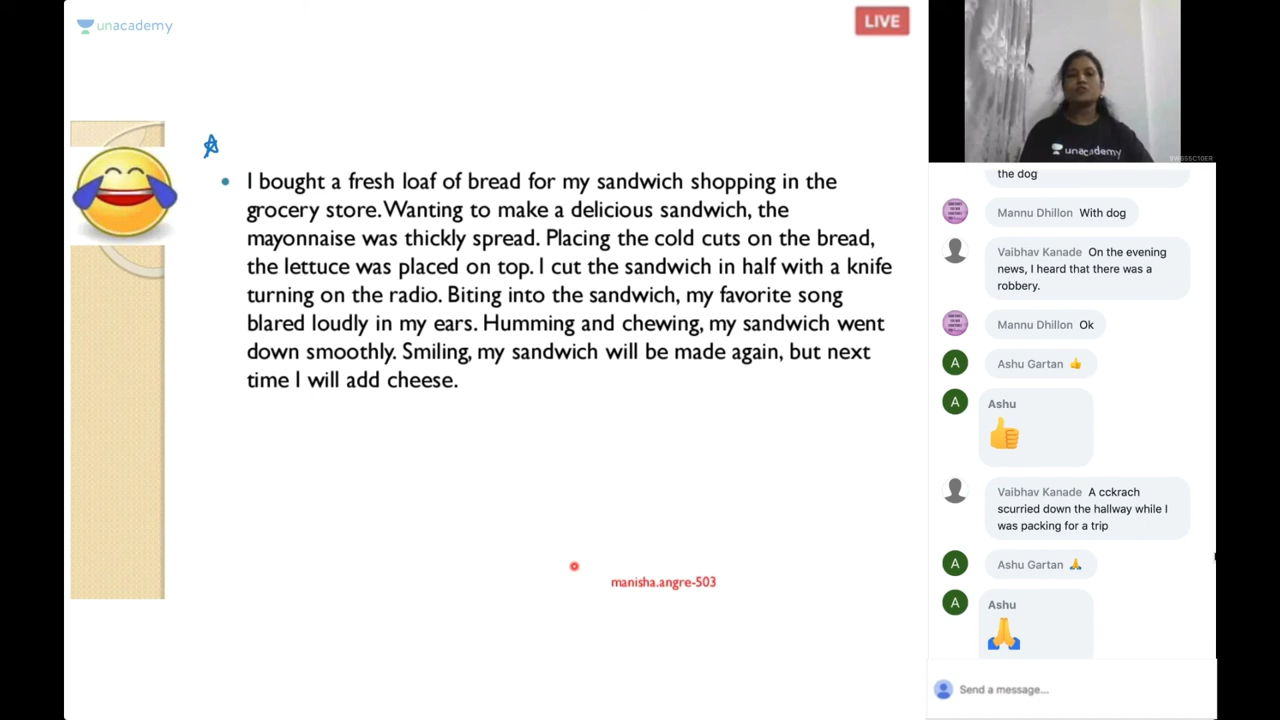 unacademy
LIVE
I bought a fresh loaf of bread for my sandwich shopping in the
grocery store. Wanting to make a delicious sandwich, the
mayonnaise was thickly spread. Placing the cold cuts on the bread,
the lettuce was placed on top. I cut the sandwich in half with a knife
turning on the radio. Biting into the sandwich, my favorite song
blared loudly in my ears. Humming and chewing, my sandwich went
down smoothly. Smiling, my sandwich will be made again, but next
time I will add cheese.
manisha.angre-503
unacademy
the dog
Mannu Dhillon With dog
Vaibhav Kanade On the evening
news, I heard that there was a
robbery.
Mannu Dhillon Ok
A
Ashu Gartan 👍
A
Ashu
Vaibhav Kanade A cckrach
scurried down the hallway while I
was packing for a trip
A
Ashu Gartan 🙏
A
Ashu
Send a message...